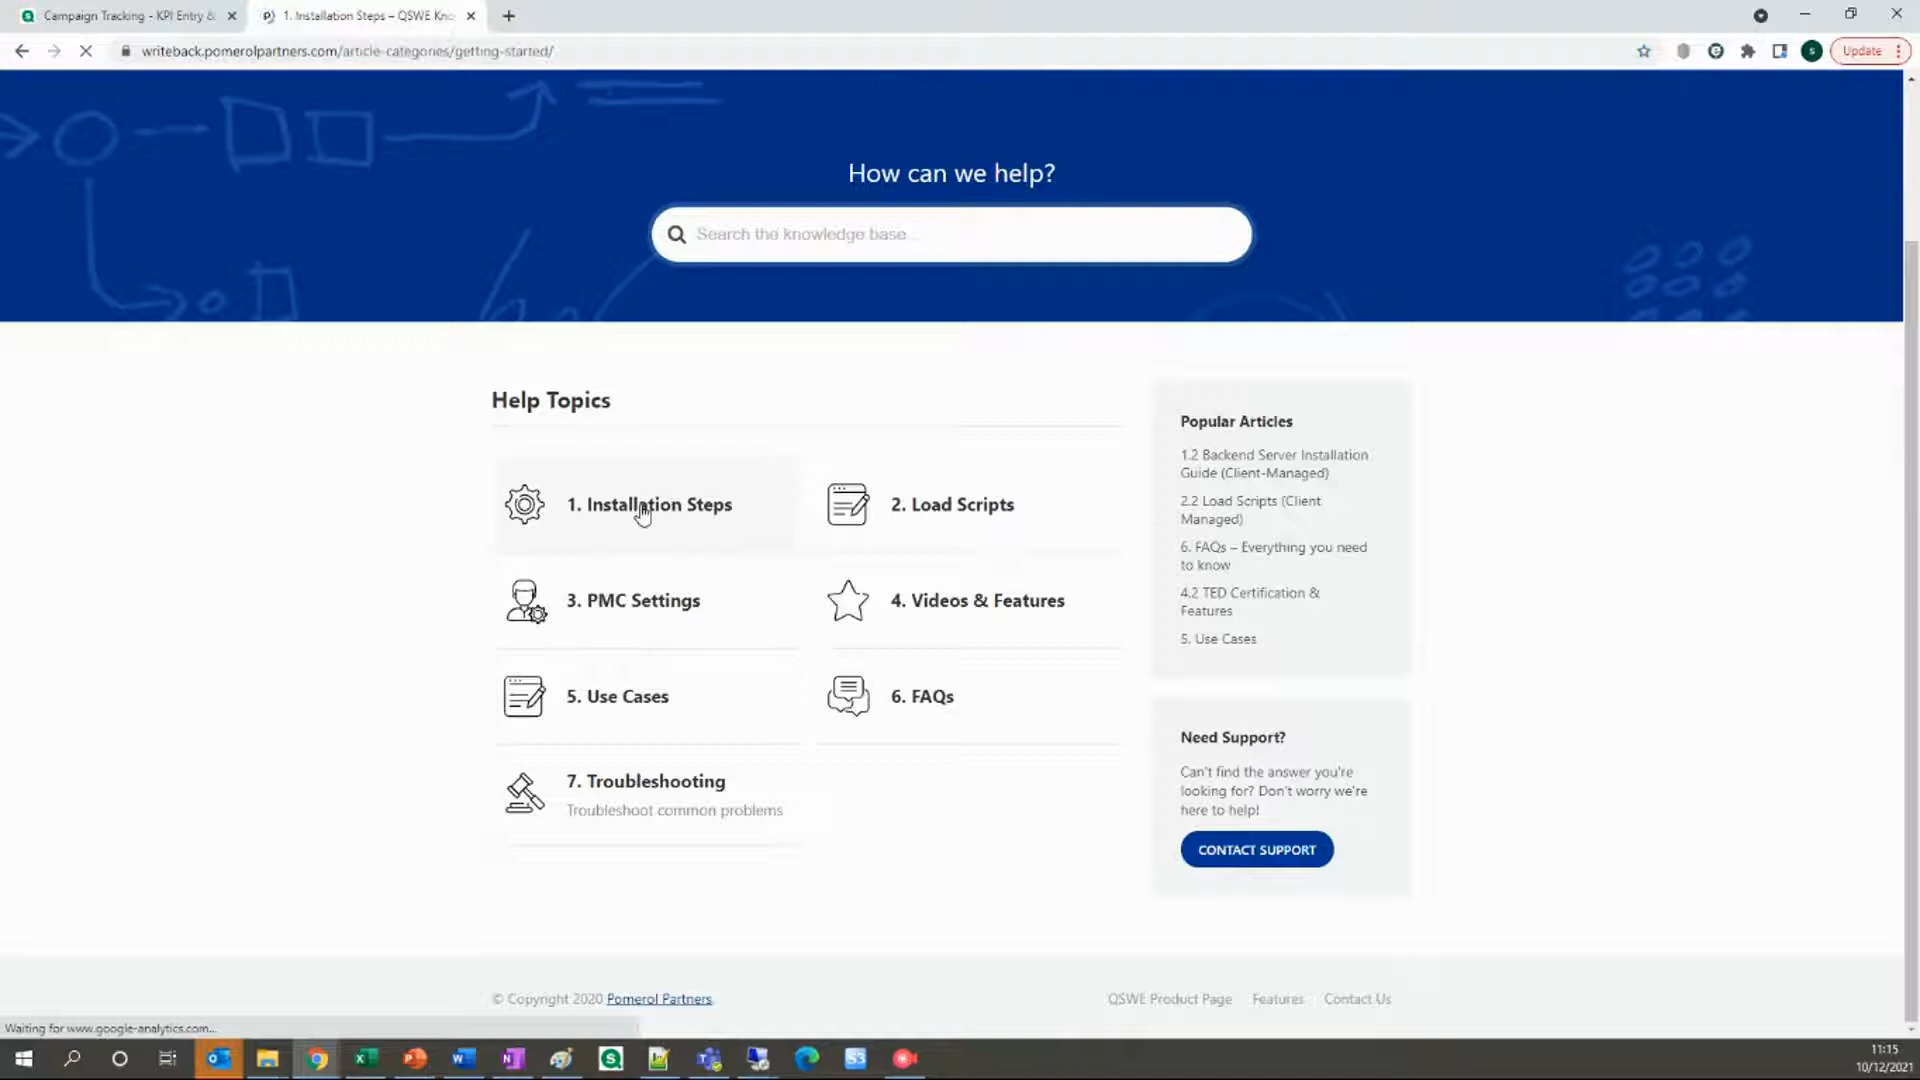 Campaign Tracking - KPI Entry &
1. Installation Steps – QSWE Kno
writeback.pomerolpartners.com/article-categories/getting-started/
S
Update
How can we help?
Search the knowledge base...
Help Topics
1. Installation Steps
2. Load Scripts
3. PMC Settings
4. Videos & Features
5. Use Cases
6. FAQs
7. Troubleshooting
Troubleshoot common problems
Popular Articles
1.2 Backend Server Installation
Guide (Client-Managed)
2.2 Load Scripts (Client
Managed)
6. FAQs – Everything you need
to know
4.2 TED Certification &
Features
5. Use Cases
Need Support?
Can't find the answer you're
looking for? Don't worry we're
here to help!
CONTACT SUPPORT
© Copyright 2020 Pomerol Partners.
QSWE Product Page
Features
Contact Us
Waiting for www.google-analytics.com...
S3
11:15
10/12/2021